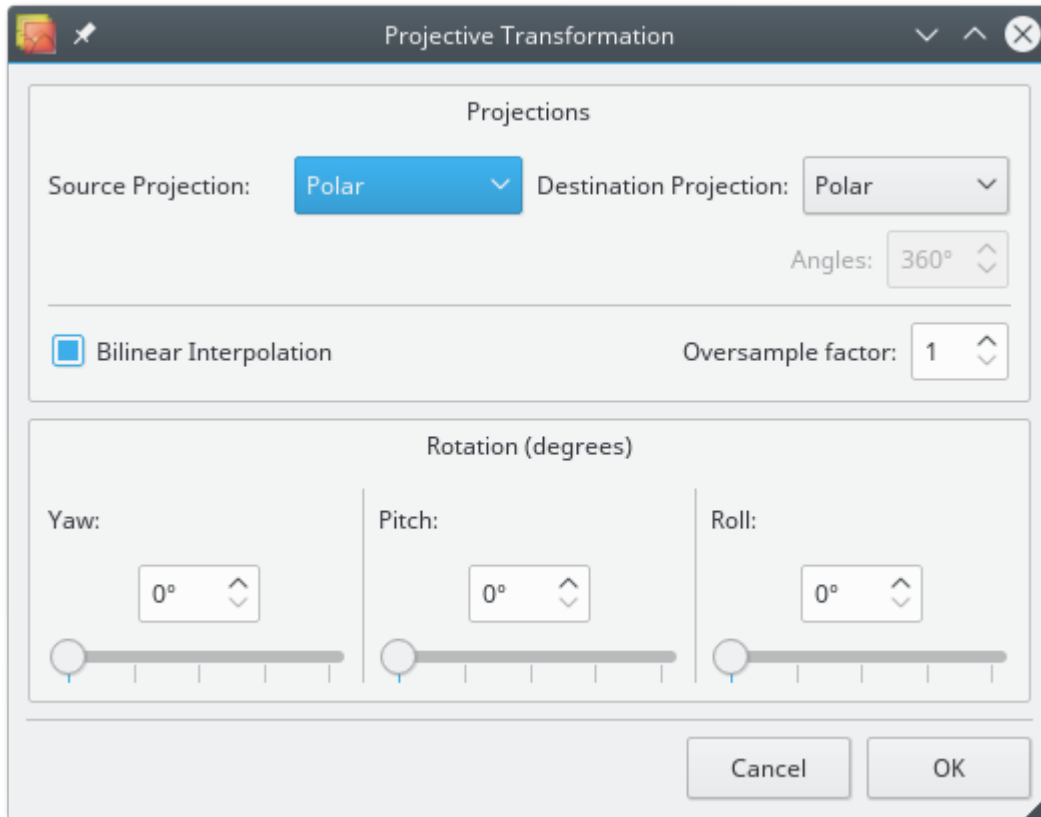 Projective Transformation
Projections
Source Projection: Polar Destination Projection: Polar
Angles: 360°
Bilinear Interpolation Oversample factor: 1
Rotation (degrees)
Yaw: Pitch: Roll:
0° 0° 0°
Cancel OK